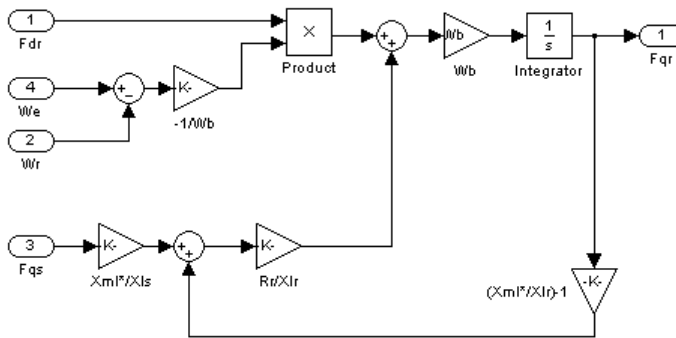 1
Fdr
×
Product
+
+
Wb
Wb
1
s
Integrator
1
Fqr
4
We
+
−
K-
-1/Wb
2
Wr
3
Fqs
K-
Xml*/Xls
+
+
K-
Rr/Xlr
-K-
(Xml*/Xlr)-1